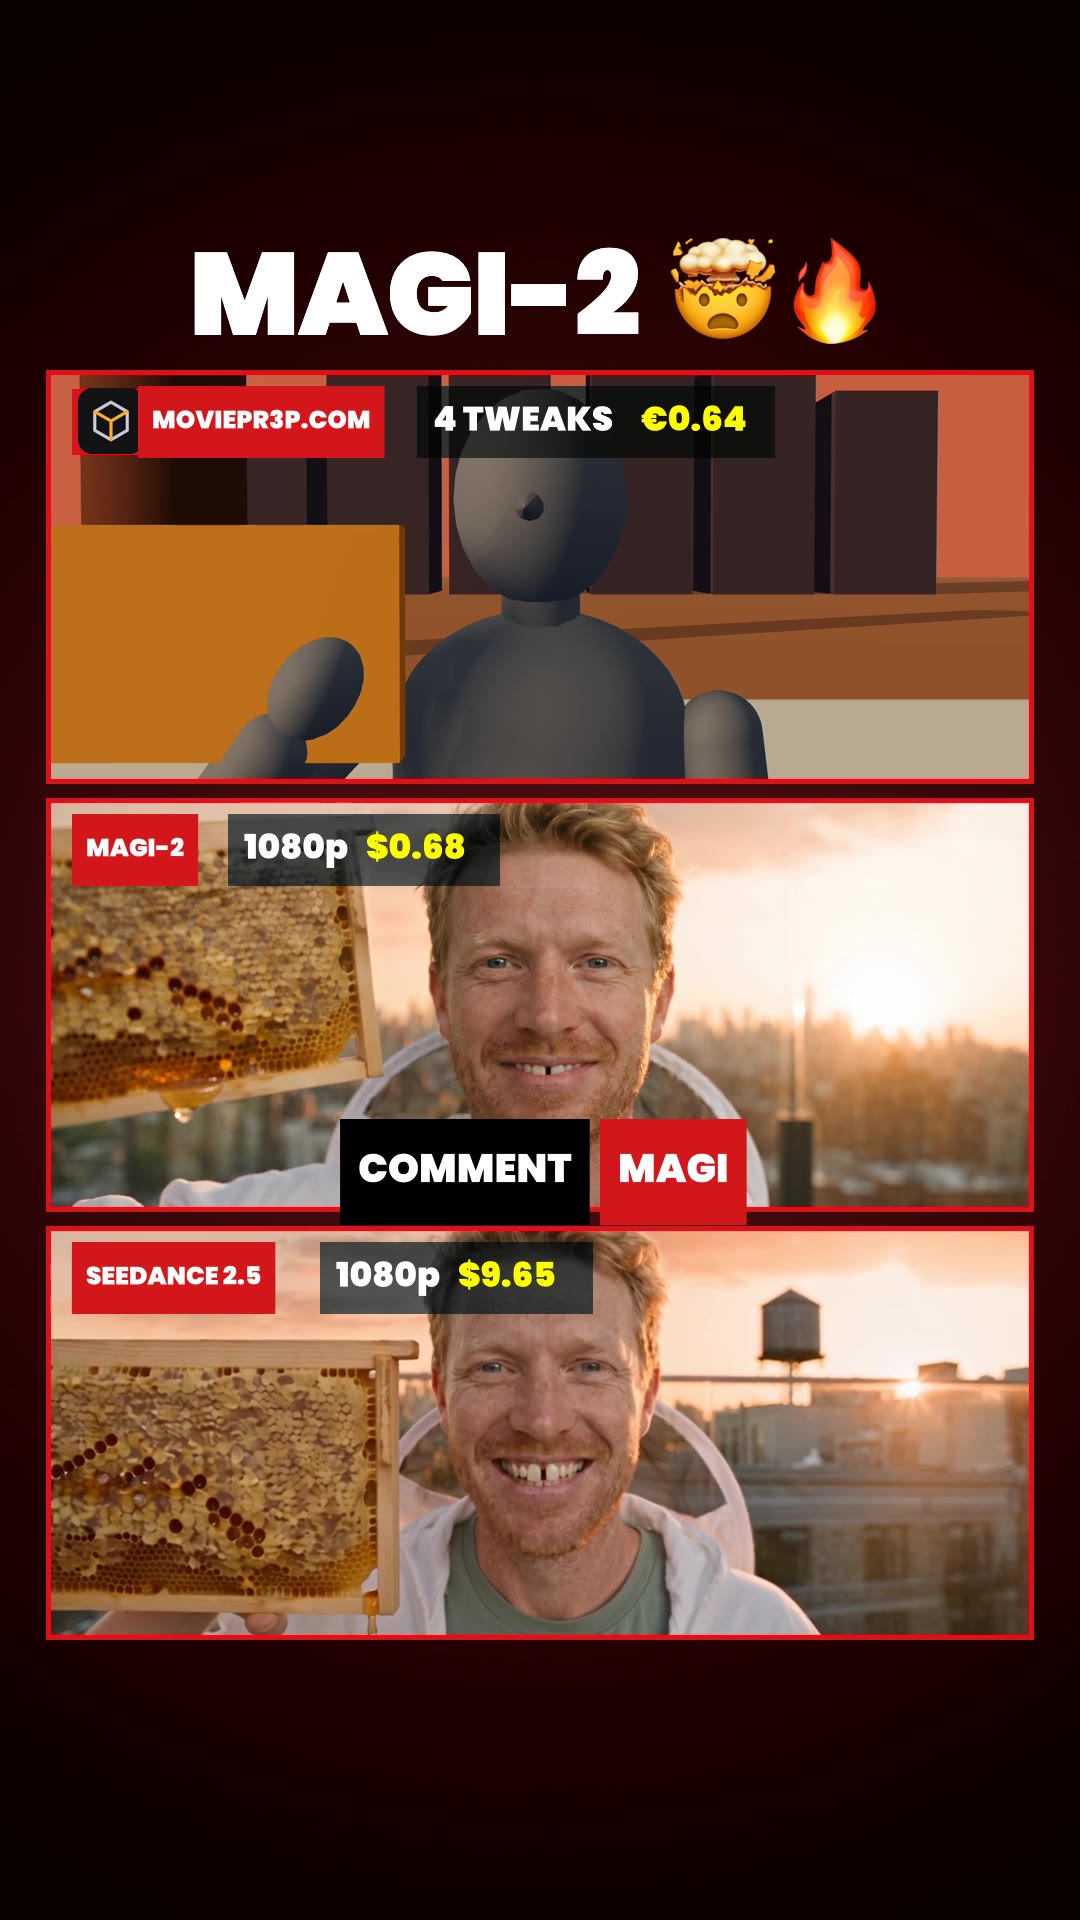 MAGI-2 🤯🔥
MOVIEPR3P.COM
4 TWEAKS €0.64
MAGI-2
1080p $0.68
COMMENT MAGI
SEEDANCE 2.5
1080p $9.65